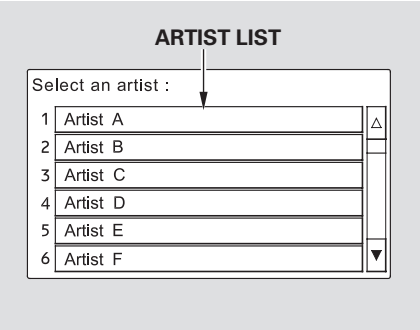 ARTIST LIST
Select an artist :
1 Artist A
2 Artist B
3 Artist C
4 Artist D
5 Artist E
6 Artist F